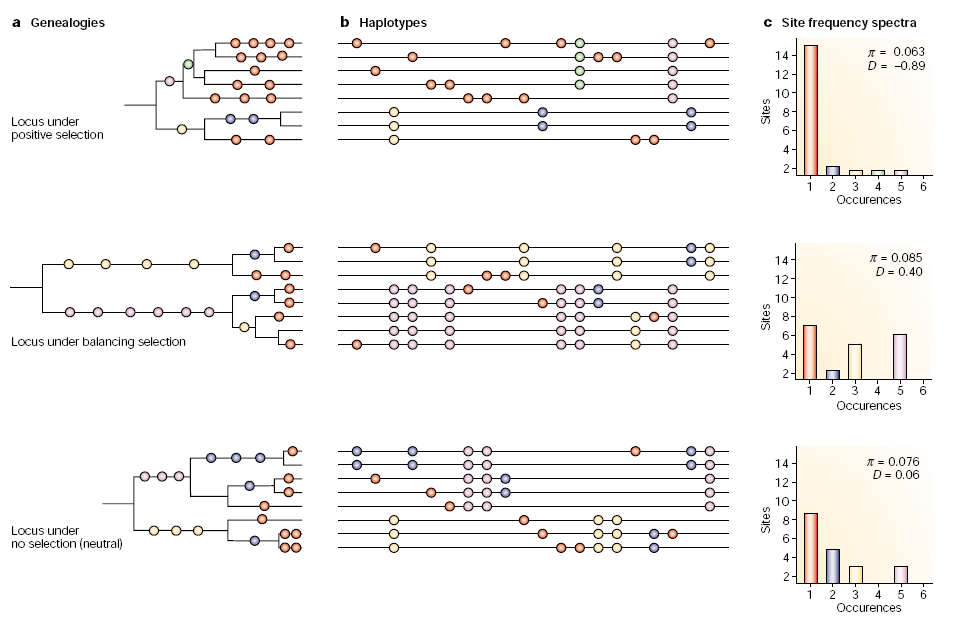 a Genealogies
b Haplotypes
c Site frequency spectra
Locus under
positive selection
π = 0.063
D = –0.89
Sites
14
12
10
8
6
4
2
1 2 3 4 5 6
Occurences
Locus under balancing selection
π = 0.085
D = 0.40
Sites
14
12
10
8
6
4
2
1 2 3 4 5 6
Occurences
Locus under
no selection (neutral)
π = 0.076
D = 0.06
Sites
14
12
10
8
6
4
2
1 2 3 4 5 6
Occurences